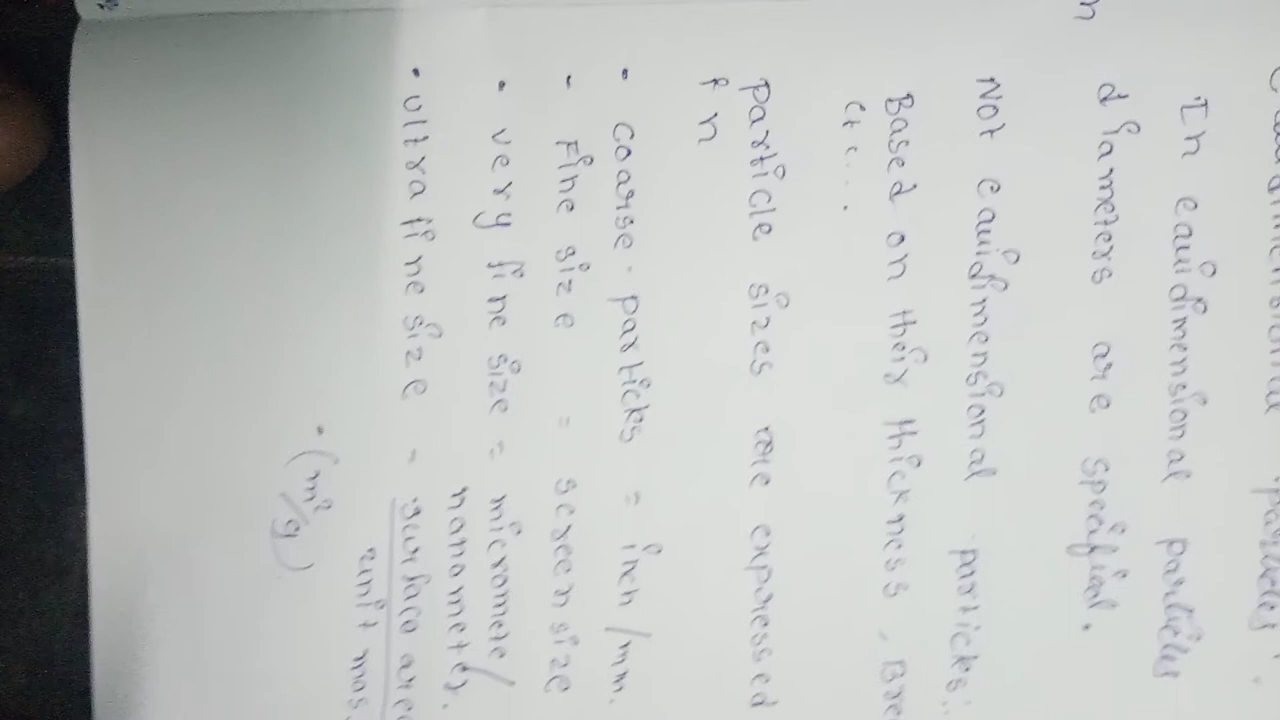 In equidimensional particles
diameters are specified.
Not equidimensional particles:
Based on their thickness,
etc....
particle sizes are expressed
in
• coarse particles = inch/mm.
- Fine size = screen size
• very fine size = micrometer/
nanometer.
• ultra fine size - surface area
unit mas
• (m²/g)